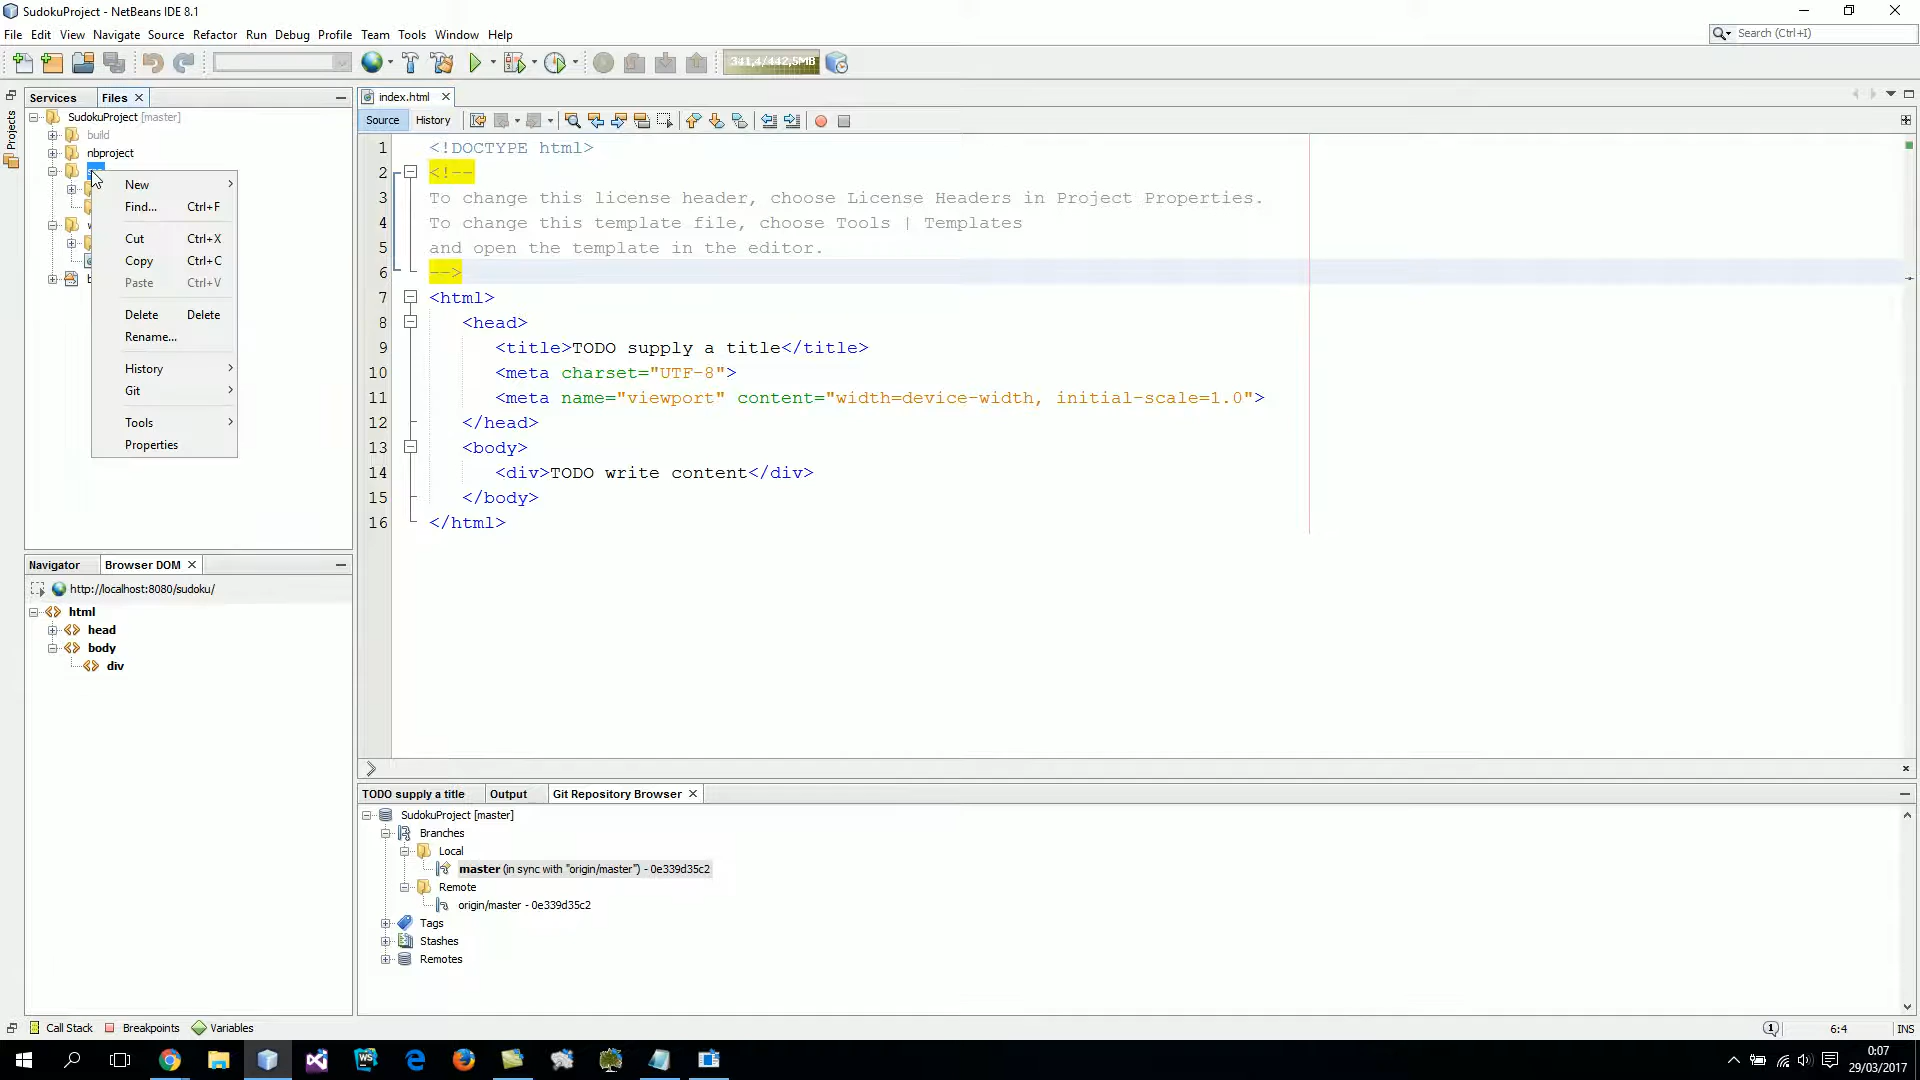 SudokuProject - NetBeans IDE 8.1
File Edit View Navigate Source Refactor Run Debug Profile Team Tools Window Help
Search (Ctrl+I)
341,4/442,5MB
Projects
Services Files
SudokuProject [master]
build
nbproject
New
Find... Ctrl+F
Cut Ctrl+X
Copy Ctrl+C
Paste Ctrl+V
Delete Delete
Rename...
History
Git
Tools
Properties
index.html
Source History
1 <!DOCTYPE html>
2 <!--
3 To change this license header, choose License Headers in Project Properties.
4 To change this template file, choose Tools | Templates
5 and open the template in the editor.
6 -->
7 <html>
8 <head>
9 <title>TODO supply a title</title>
10 <meta charset="UTF-8">
11 <meta name="viewport" content="width=device-width, initial-scale=1.0">
12 </head>
13 <body>
14 <div>TODO write content</div>
15 </body>
16 </html>
Navigator Browser DOM
http://localhost:8080/sudoku/
html
head
body
div
TODO supply a title Output Git Repository Browser
SudokuProject [master]
Branches
Local
master (in sync with "origin/master") - 0e339d35c2
Remote
origin/master - 0e339d35c2
Tags
Stashes
Remotes
Call Stack Breakpoints Variables
1 6:4 INS
WS
0:07
29/03/2017